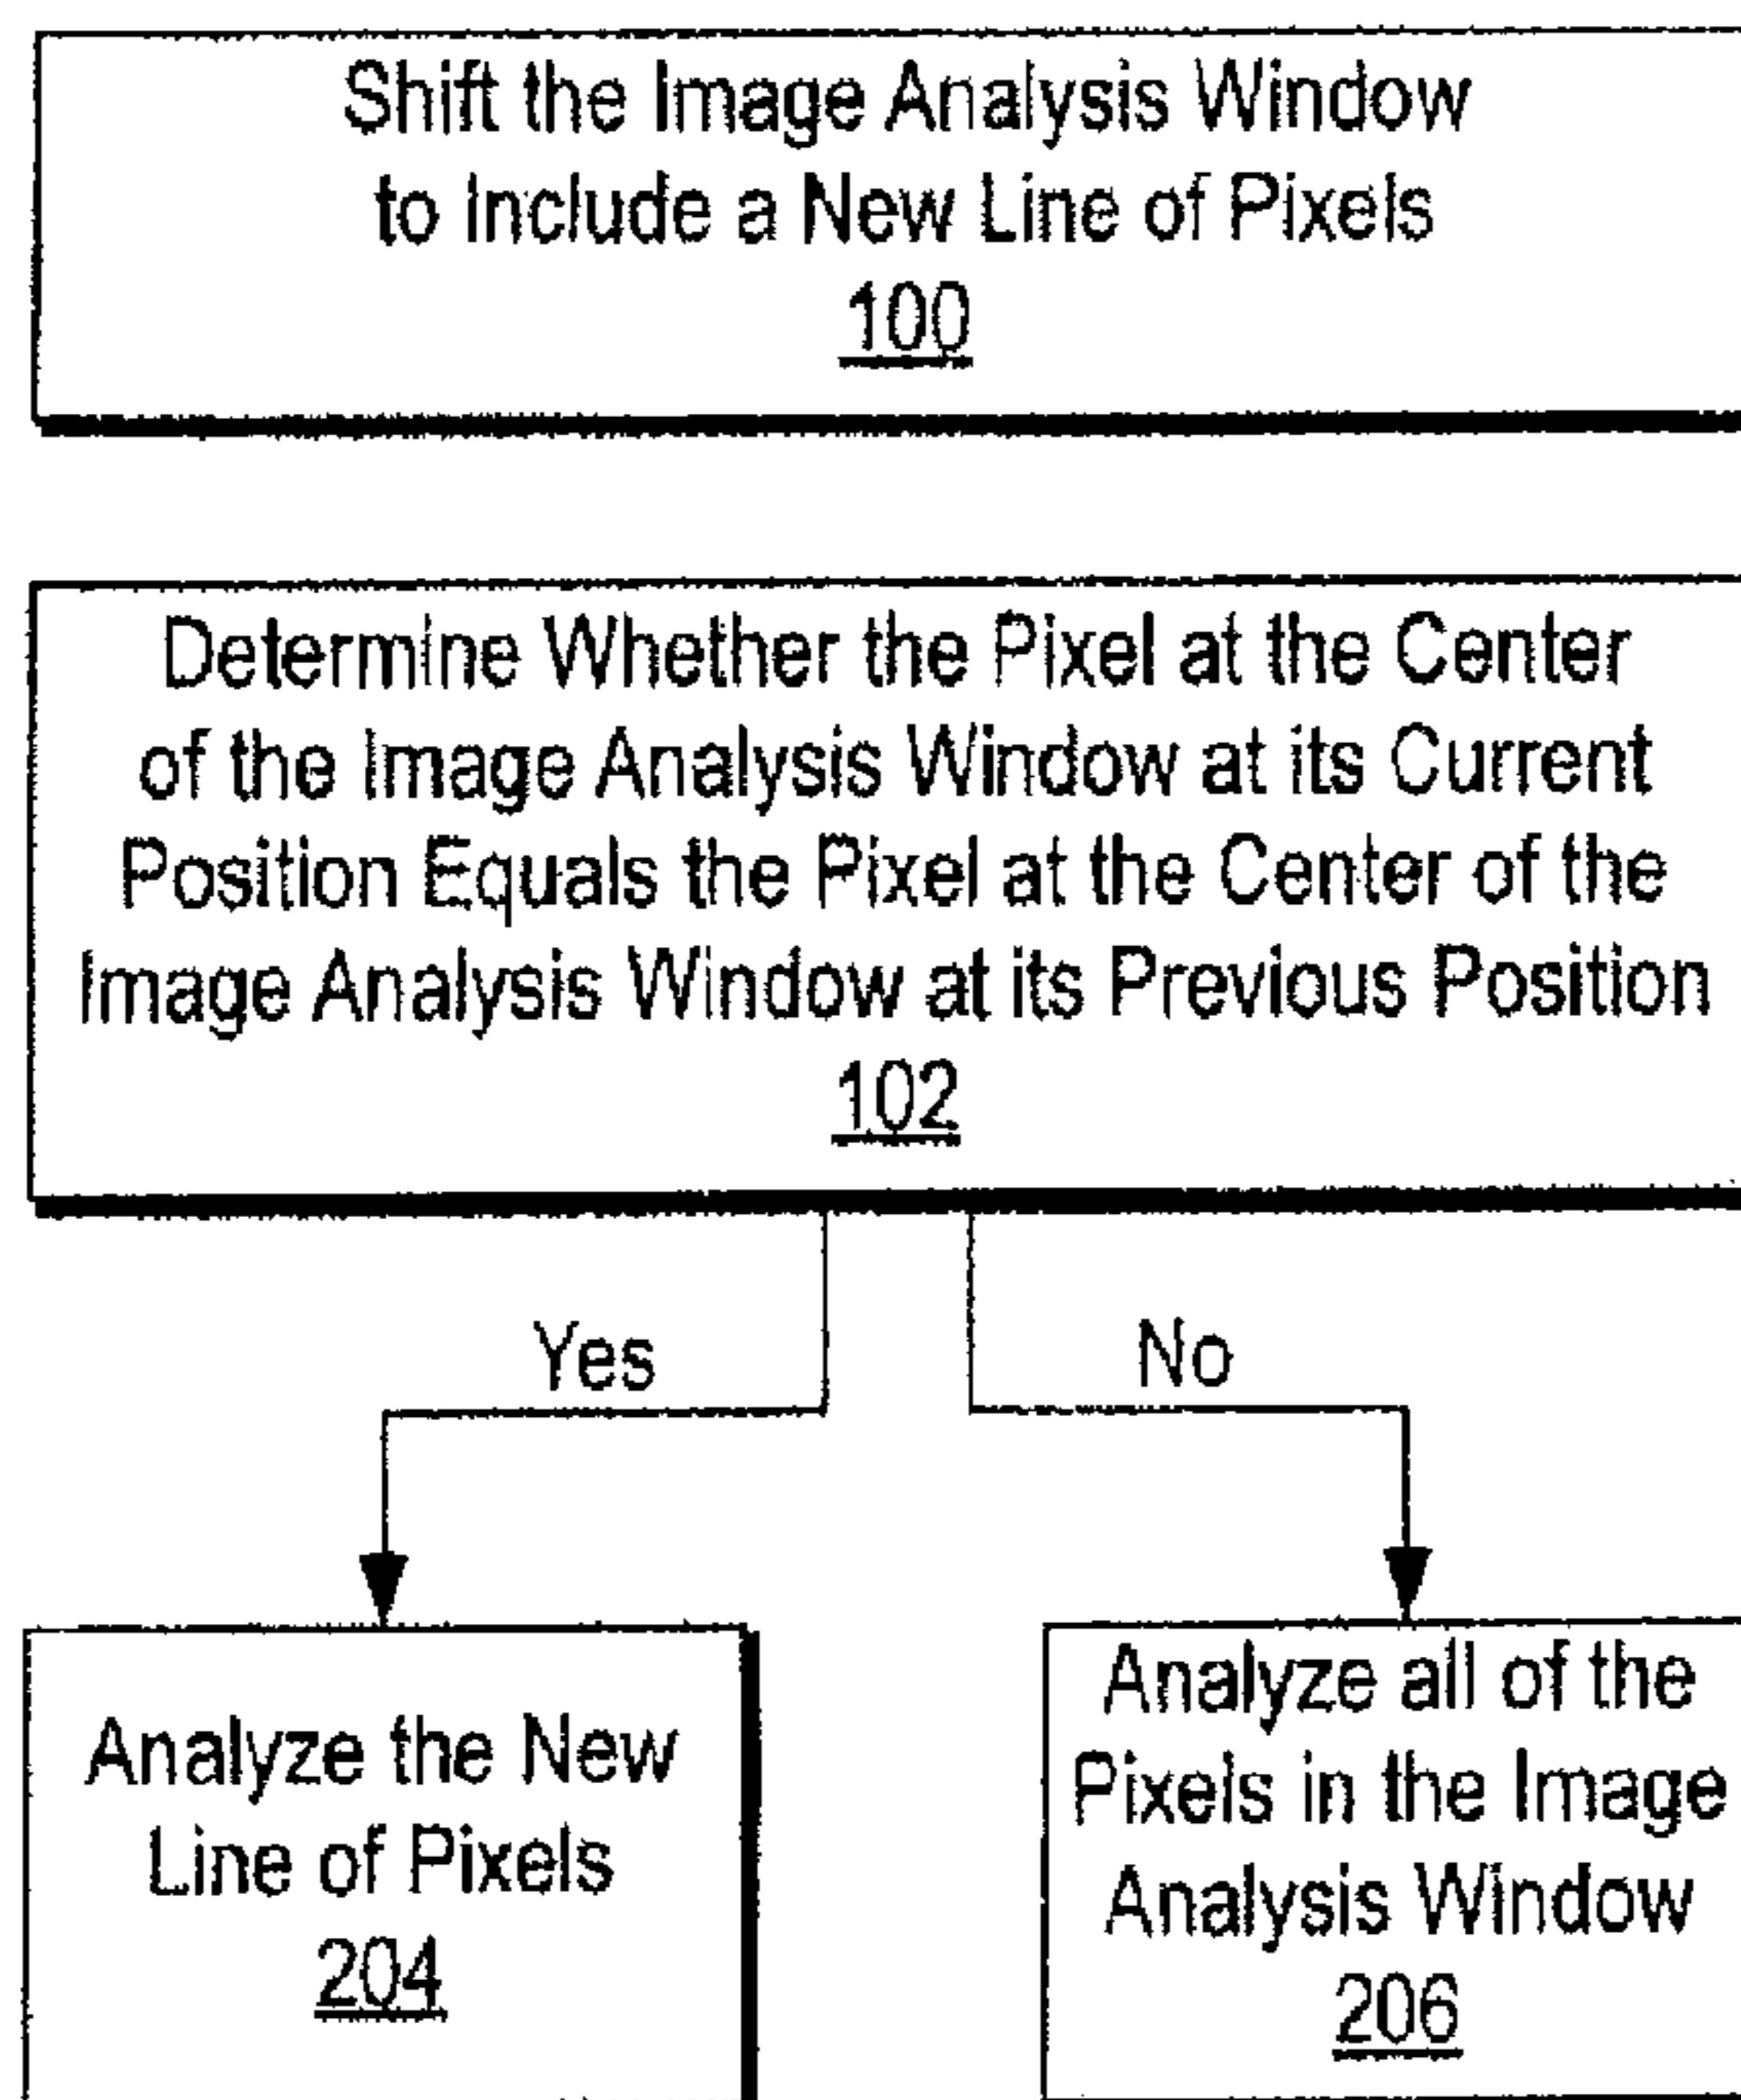 Shift the Image Analysis Window
to Include a New Line of Pixels
100
Determine Whether the Pixel at the Center
of the Image Analysis Window at its Current
Position Equals the Pixel at the Center of the
Image Analysis Window at its Previous Position
102
Yes
No
Analyze the New
Line of Pixels
204
Analyze all of the
Pixels in the Image
Analysis Window
206